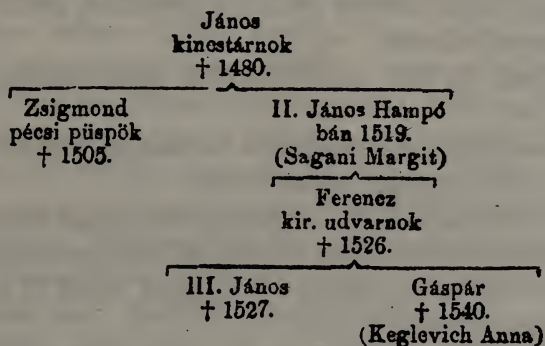 János
kincstárnok
† 1480.
Zsigmond
pécsi püspök
† 1505.
II. János Hampó
bán 1519.
(Sagani Margit)
Ferencz
kir. udvarnok
† 1526.
III. János
† 1527.
Gáspár
† 1540.
(Keglevich Anna)